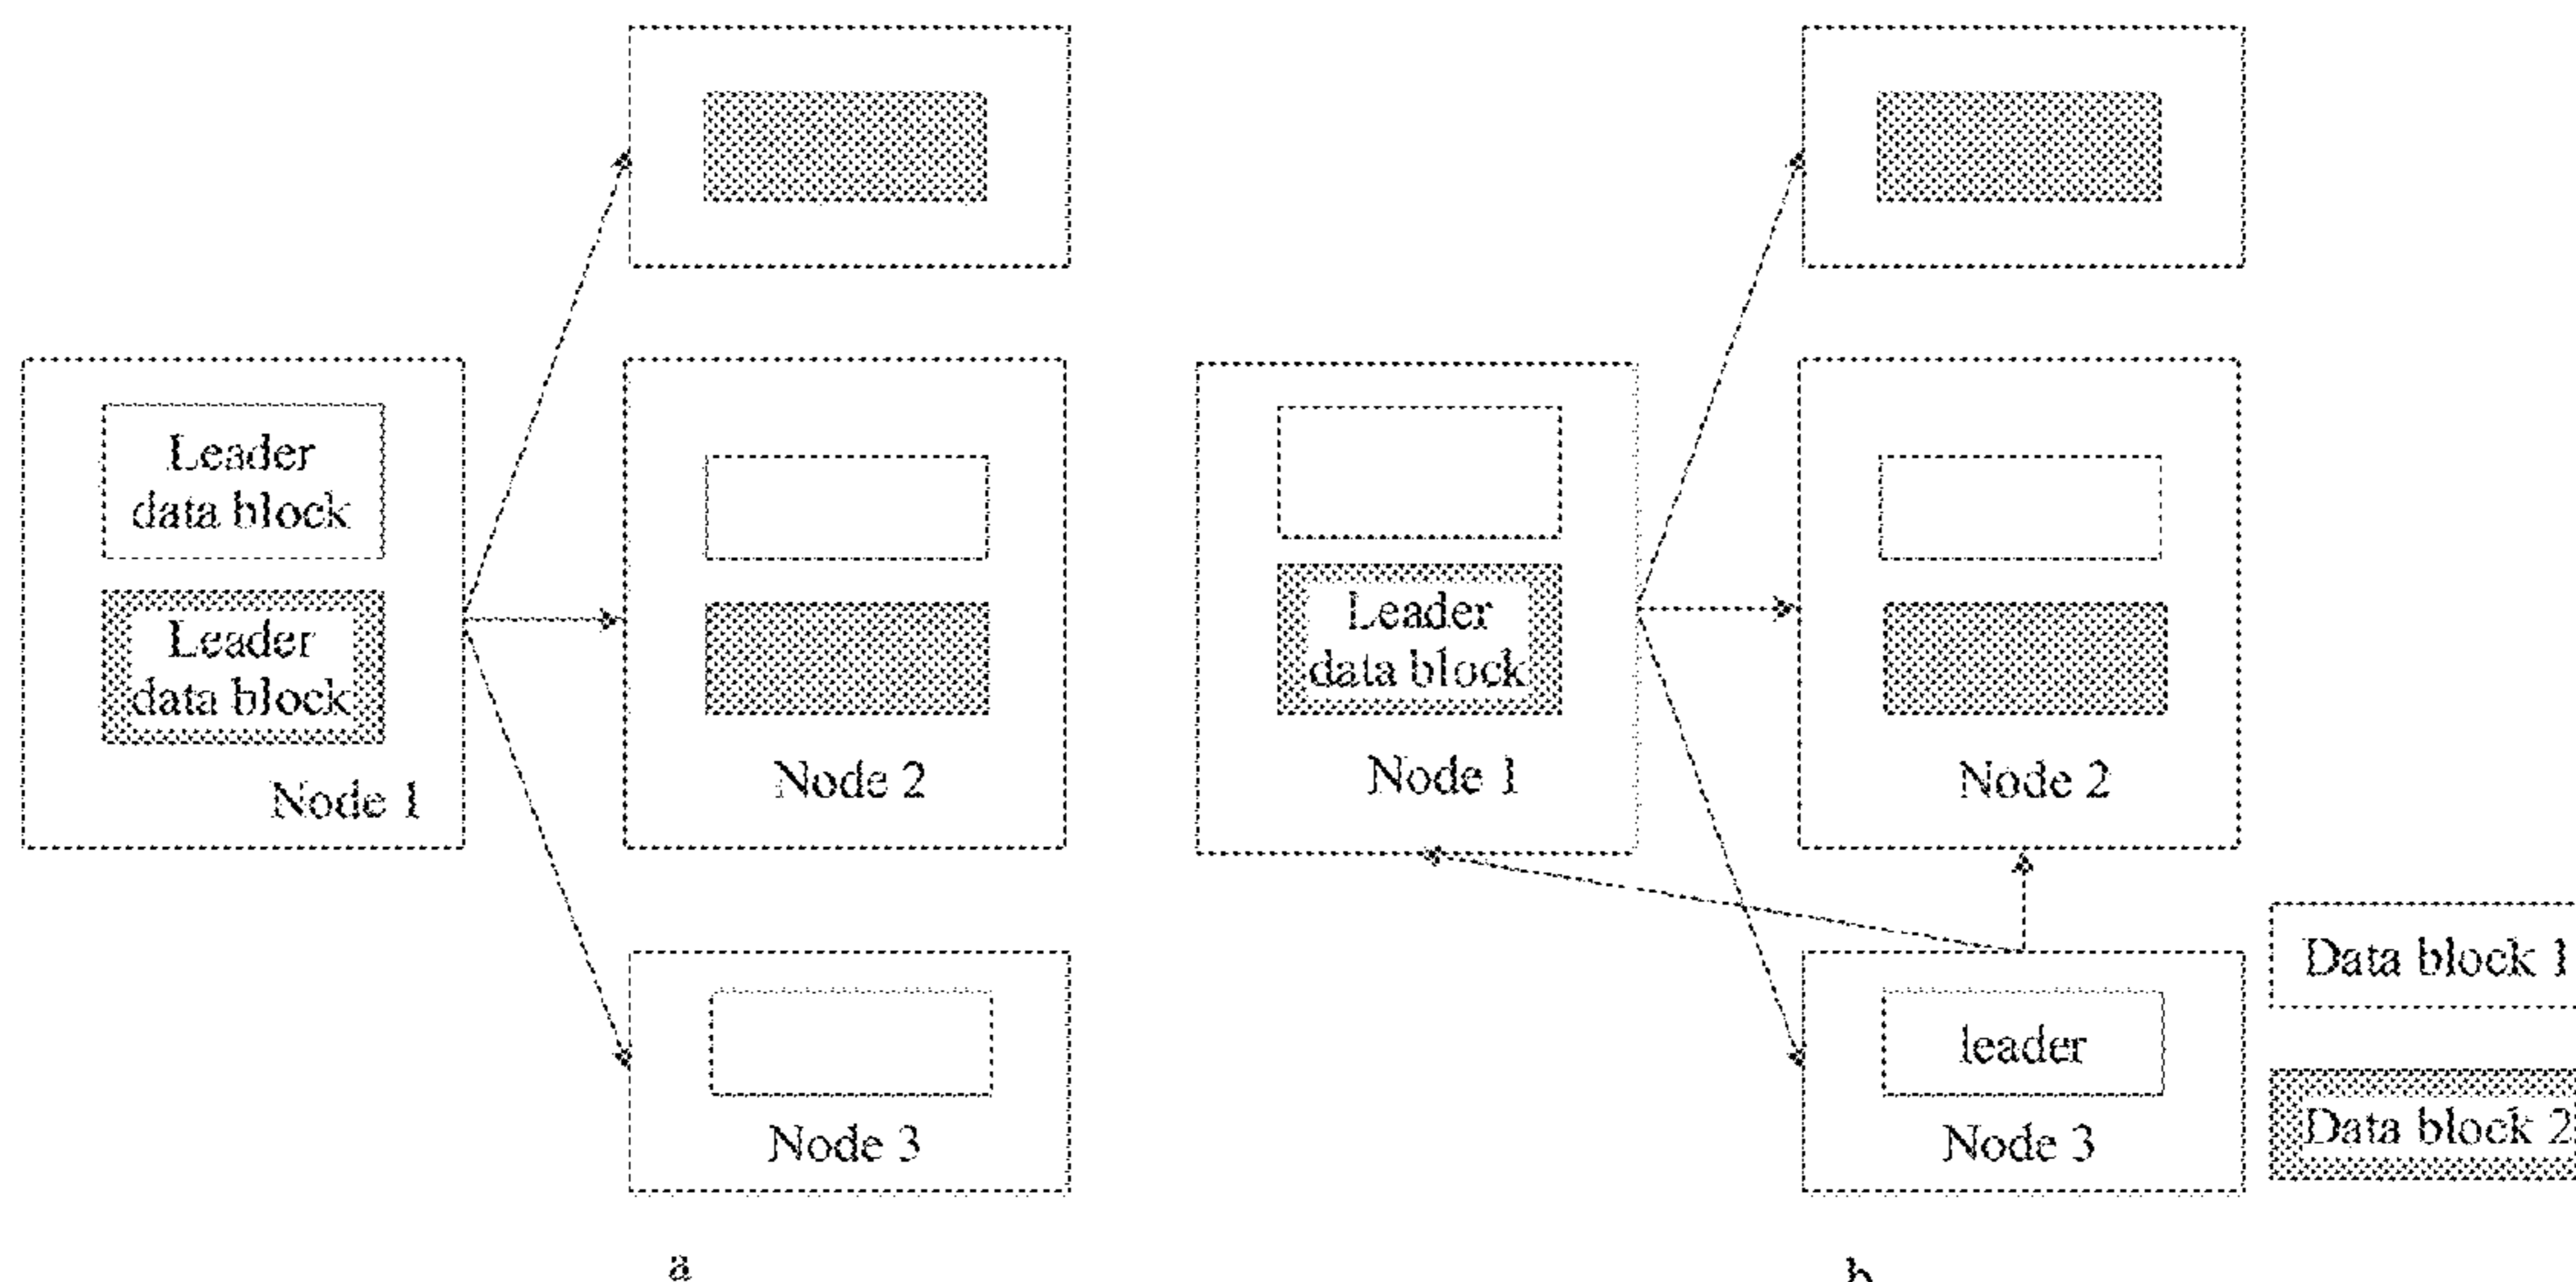 Leader
data block
Leader
data block
Node 1
Node 2
Node 3
a
Leader
data block
Node 1
Node 2
leader
Node 3
Data block 1
Data block 2
b